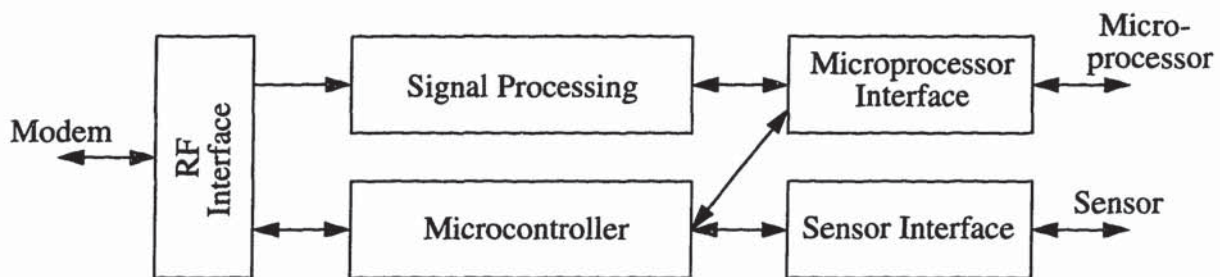 Modem
RF
Interface
Signal Processing
Microcontroller
Microprocessor
Interface
Sensor Interface
Micro-
processor
Sensor